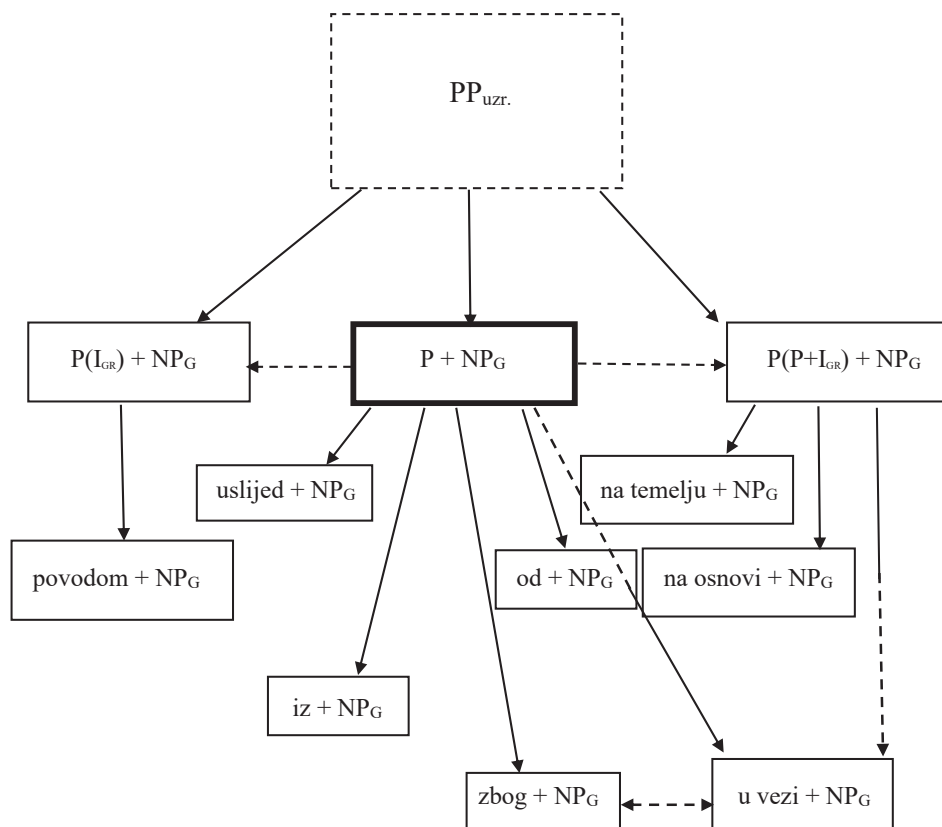 PPuzr.
P(IGR) + NPG
P + NPG
P(P+IGR) + NPG
uslijed + NPG
na temelju + NPG
povodom + NPG
od + NPG
na osnovi + NPG
iz + NPG
zbog + NPG
u vezi + NPG